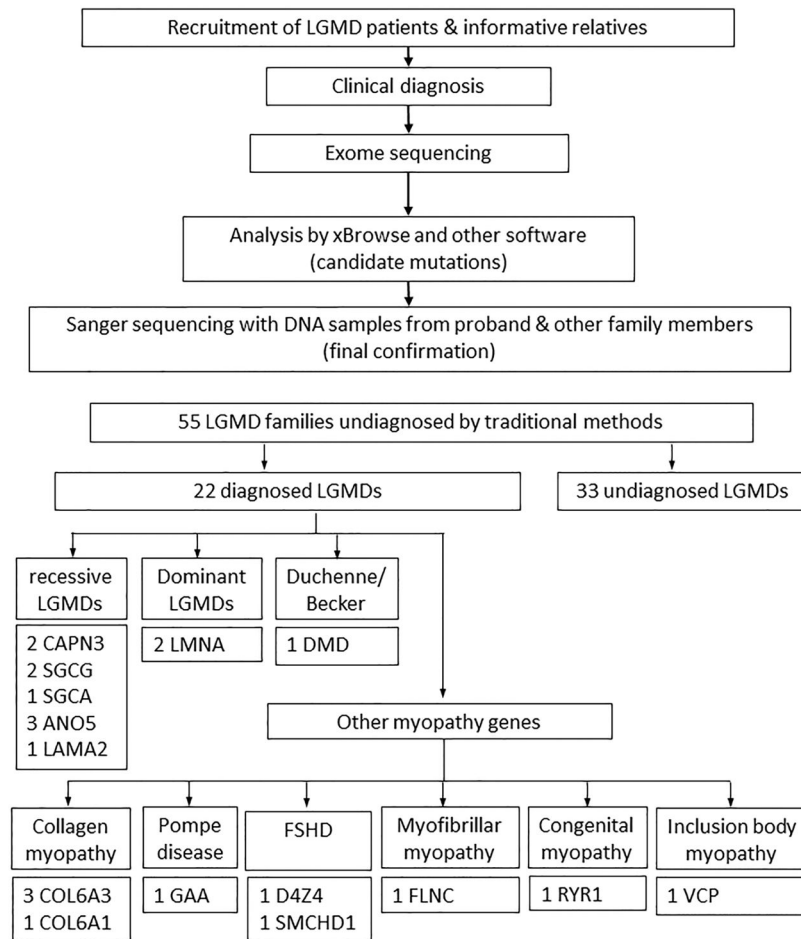 Recruitment of LGMD patients & informative relatives
Clinical diagnosis
Exome sequencing
Analysis by xBrowse and other software
(candidate mutations)
Sanger sequencing with DNA samples from proband & other family members
(final confirmation)
55 LGMD families undiagnosed by traditional methods
22 diagnosed LGMDs
33 undiagnosed LGMDs
recessive
LGMDs
2 CAPN3
2 SGCG
1 SGCA
3 ANO5
1 LAMA2
Dominant
LGMDs
2 LMNA
Duchenne/
Becker
1 DMD
Other myopathy genes
Collagen
myopathy
3 COL6A3
1 COL6A1
Pompe
disease
1 GAA
FSHD
1 D4Z4
1 SMCHD1
Myofibrillar
myopathy
1 FLNC
Congenital
myopathy
1 RYR1
Inclusion body
myopathy
1 VCP